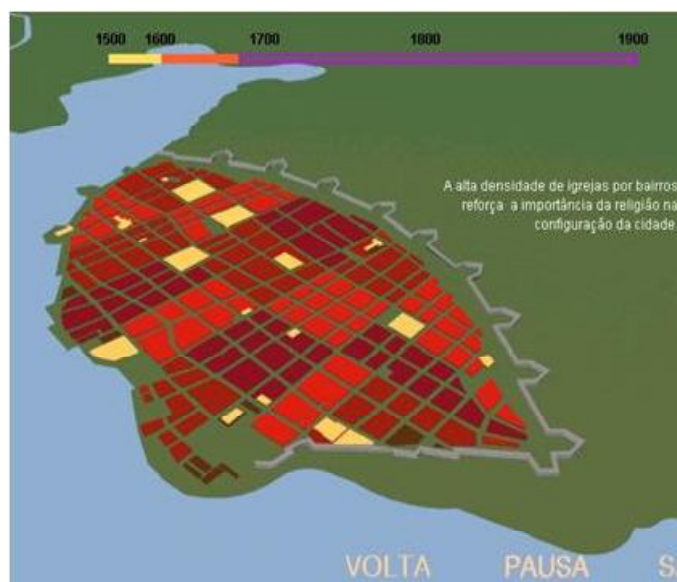 1500 1600 1700 1800 1900
A alta densidade de igrejas por bairros
reforça a importância da religião na
configuração da cidade.
VOLTA PAUSA